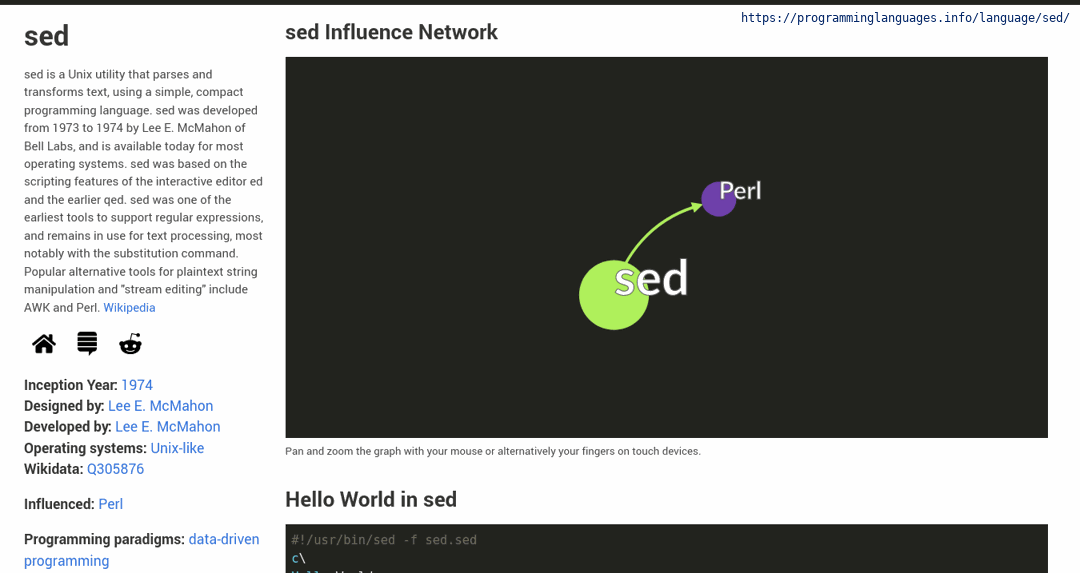 https://programminglanguages.info/language/sed/
sed
sed is a Unix utility that parses and
transforms text, using a simple, compact
programming language. sed was developed
from 1973 to 1974 by Lee E. McMahon of
Bell Labs, and is available today for most
operating systems. sed was based on the
scripting features of the interactive editor ed
and the earlier qed. sed was one of the
earliest tools to support regular expressions,
and remains in use for text processing, most
notably with the substitution command.
Popular alternative tools for plaintext string
manipulation and "stream editing" include
AWK and Perl. Wikipedia
Inception Year: 1974
Designed by: Lee E. McMahon
Developed by: Lee E. McMahon
Operating systems: Unix-like
Wikidata: Q305876
Influenced: Perl
Programming paradigms: data-driven
programming
sed Influence Network
Perl
sed
Pan and zoom the graph with your mouse or alternatively your fingers on touch devices.
Hello World in sed
#!/usr/bin/sed -f sed.sed
c\